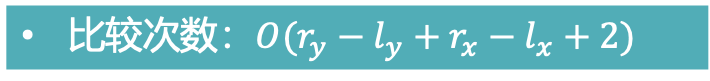 • 比较次数：O(r_y − l_y + r_x − l_x + 2)